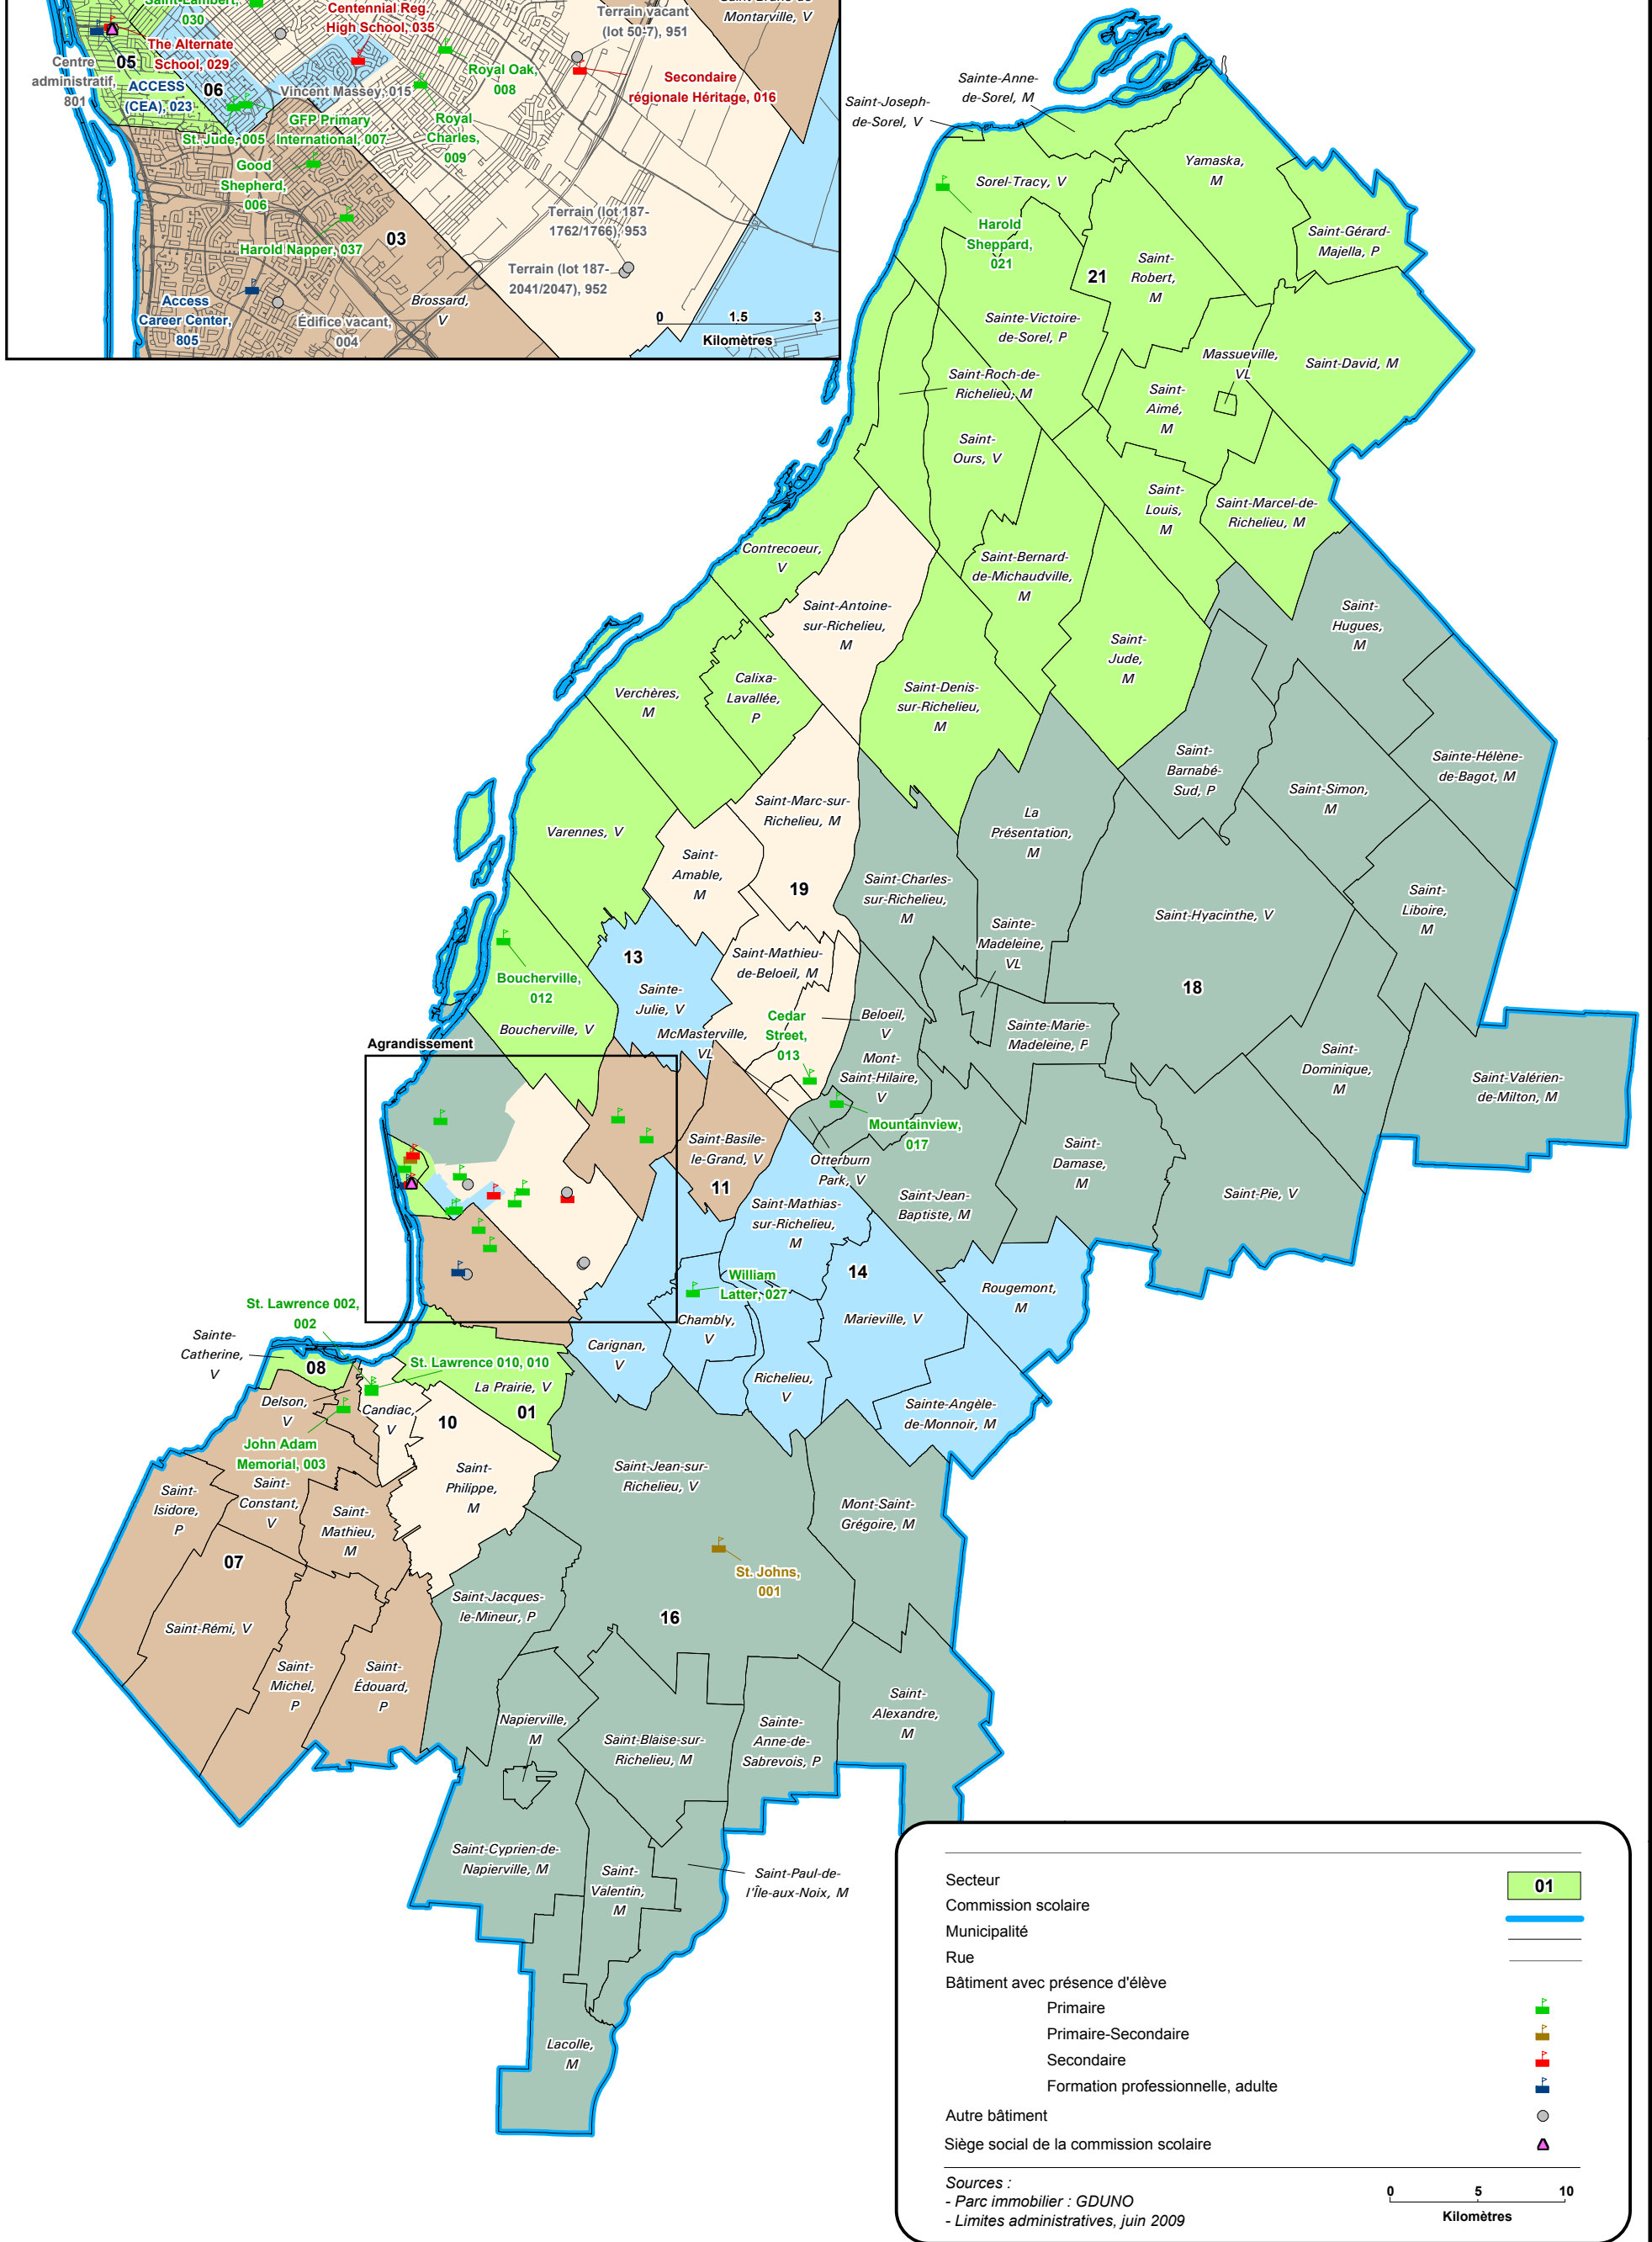 Saint-Lambert,
030
Centennial Reg.
High School, 035
Terrain vacant
(lot 50-7), 951
Montarville, V
The Alternate
School, 029
Centre
administratif,
801
05
ACCESS
(CEA), 023
06
Vincent Massey, 015
Royal Oak,
008
Secondaire
régionale Héritage, 016
St. Jude, 005
GFP Primary
International, 007
Royal
Charles,
009
Good
Shepherd,
006
Harold Napper, 037
03
Terrain (lot 187-
1762/1766), 953
Terrain (lot 187-
2041/2047), 952
Access
Career Center,
805
Édifice vacant,
004
Brossard,
V
0 1.5 3
Kilomètres
Sainte-Anne-
de-Sorel, M
Saint-Joseph-
de-Sorel, V
Yamaska,
M
Sorel-Tracy, V
Harold
Sheppard,
021
Saint-Gérard-
Majella, P
21
Saint-
Robert,
M
Sainte-Victoire-
de-Sorel, P
Massueville,
VL
Saint-David, M
Saint-Roch-de-
Richelieu, M
Saint-
Aimé,
M
Saint-
Ours, V
Saint-
Louis,
M
Saint-Marcel-de-
Richelieu, M
Contrecoeur,
V
Saint-Bernard-
de-Michaudville,
M
Saint-Antoine-
sur-Richelieu,
M
Saint-
Hugues,
M
Saint-
Jude,
M
Verchères,
M
Calixa-
Lavallée,
P
Saint-Denis-
sur-Richelieu,
M
Saint-
Barnabé-
Sud, P
Sainte-Hélène-
de-Bagot, M
Saint-Simon,
M
Saint-Marc-sur-
Richelieu, M
La
Présentation,
M
Varennes, V
Saint-
Amable,
M
19
Saint-Charles-
sur-Richelieu,
M
Saint-
Liboire,
M
Saint-Hyacinthe, V
Sainte-
Madeleine,
VL
13
Saint-Mathieu-
de-Beloeil, M
Boucherville,
012
Sainte-
Julie, V
18
Boucherville, V
Cedar
Street,
013
Beloeil,
V
Sainte-Marie-
Madeleine, P
McMasterville,
VL
Agrandissement
Mont-
Saint-Hilaire,
V
Saint-
Dominique,
M
Saint-Valérien-
de-Milton, M
Mountainview,
017
Saint-Basile-
le-Grand, V
11
Otterburn
Park, V
Saint-
Damase,
M
Saint-Jean-
Baptiste, M
Saint-Pie, V
Saint-Mathias-
sur-Richelieu,
M
14
William
Latter, 027
Rougemont,
M
Chambly,
V
Marieville, V
Carignan,
V
St. Lawrence 002,
002
Sainte-
Catherine,
V
08
St. Lawrence 010, 010
La Prairie, V
Richelieu,
V
Delson,
V
Candiac,
V
10
01
Sainte-Angèle-
de-Monnoir, M
John Adam
Memorial, 003
Saint-
Constant,
V
Saint-
Isidore,
P
Saint-
Philippe,
M
Saint-Jean-sur-
Richelieu, V
Saint-
Mathieu,
M
Mont-Saint-
Grégoire, M
07
St. Johns,
001
Saint-Jacques-
le-Mineur, P
16
Saint-Rémi, V
Saint-
Michel,
P
Saint-
Édouard,
P
Napierville,
M
Saint-Blaise-sur-
Richelieu, M
Sainte-
Anne-de-
Sabrevois, P
Saint-
Alexandre,
M
Saint-Cyprien-de-
Napierville, M
Saint-
Valentin,
M
Saint-Paul-de-
l'Île-aux-Noix, M
Lacolle,
M
Secteur
01
Commission scolaire
Municipalité
Rue
Bâtiment avec présence d'élève
Primaire
Primaire-Secondaire
Secondaire
Formation professionnelle, adulte
Autre bâtiment
Siège social de la commission scolaire
Sources :
- Parc immobilier : GDUNO
- Limites administratives, juin 2009
0 5 10
Kilomètres